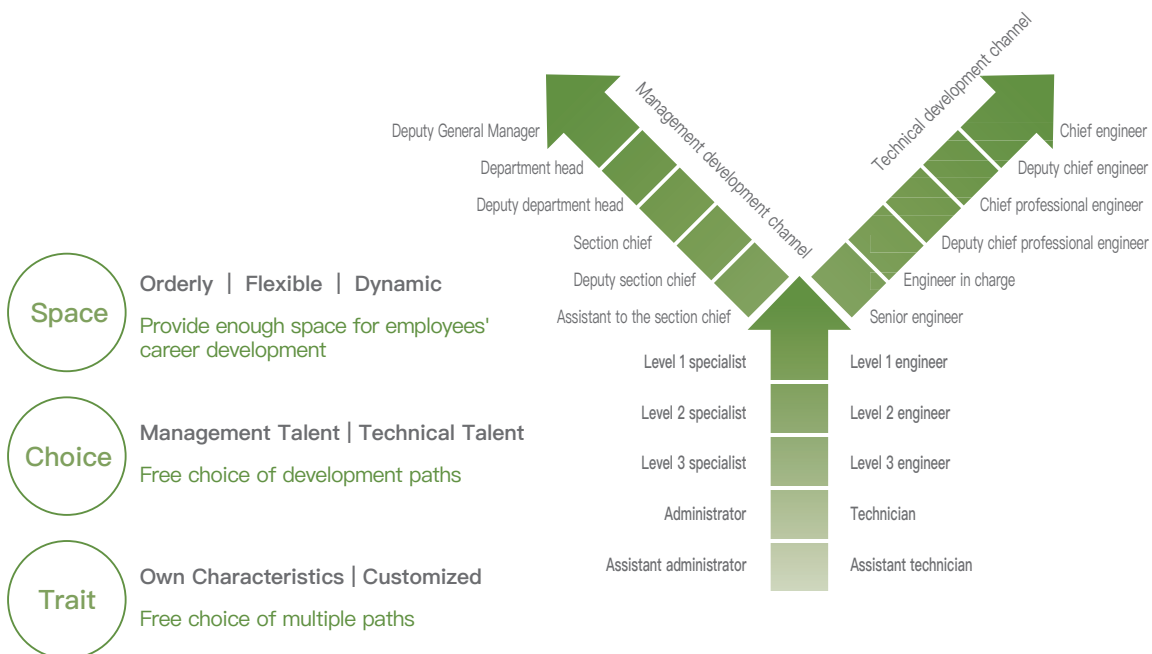 Space
Orderly | Flexible | Dynamic
Provide enough space for employees'
career development
Choice
Management Talent | Technical Talent
Free choice of development paths
Trait
Own Characteristics | Customized
Free choice of multiple paths
Management development channel
Deputy General Manager
Department head
Deputy department head
Section chief
Deputy section chief
Assistant to the section chief
Technical development channel
Chief engineer
Deputy chief engineer
Chief professional engineer
Deputy chief professional engineer
Engineer in charge
Senior engineer
Level 1 specialist
Level 1 engineer
Level 2 specialist
Level 2 engineer
Level 3 specialist
Level 3 engineer
Administrator
Technician
Assistant administrator
Assistant technician